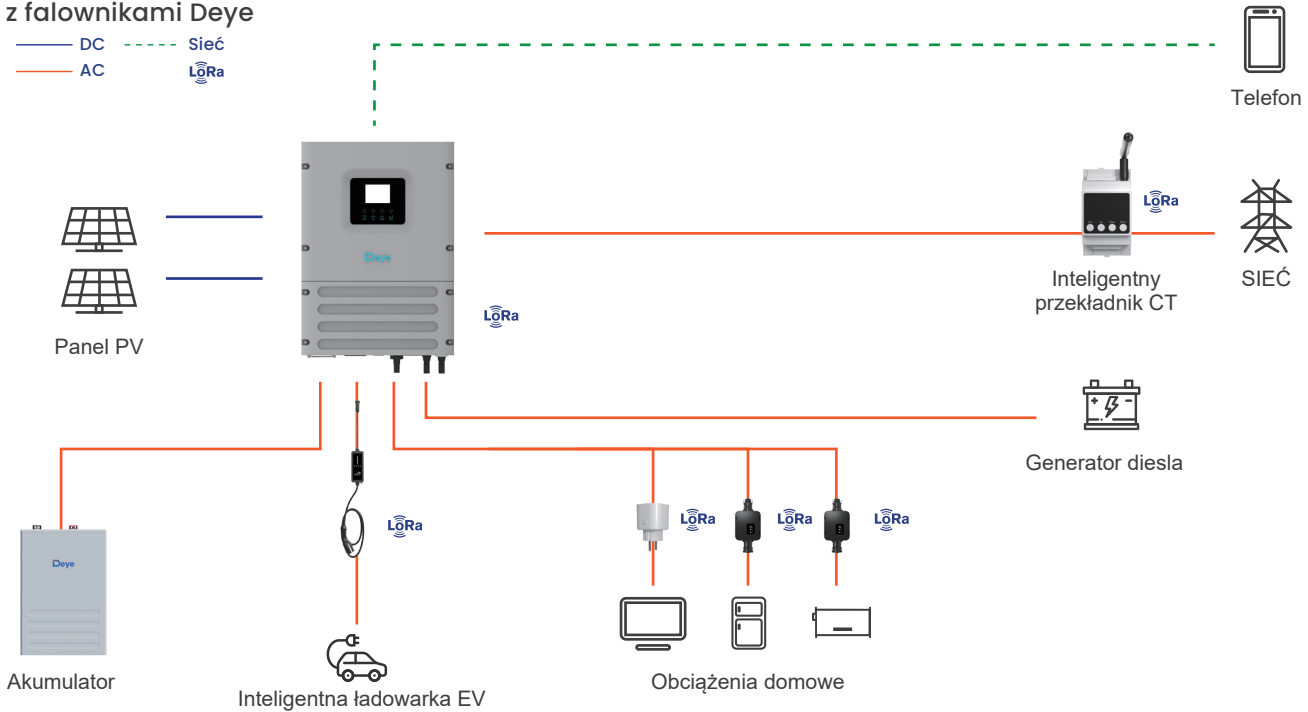 z falownikami Deye
DC
Sieć
AC
LoRa
Telefon
LoRa
Inteligentny
przekładnik CT
SIEĆ
Deye
LoRa
Panel PV
Generator diesla
LoRa
LoRa
LoRa
LoRa
Deye
Akumulator
Inteligentna ładowarka EV
Obciążenia domowe